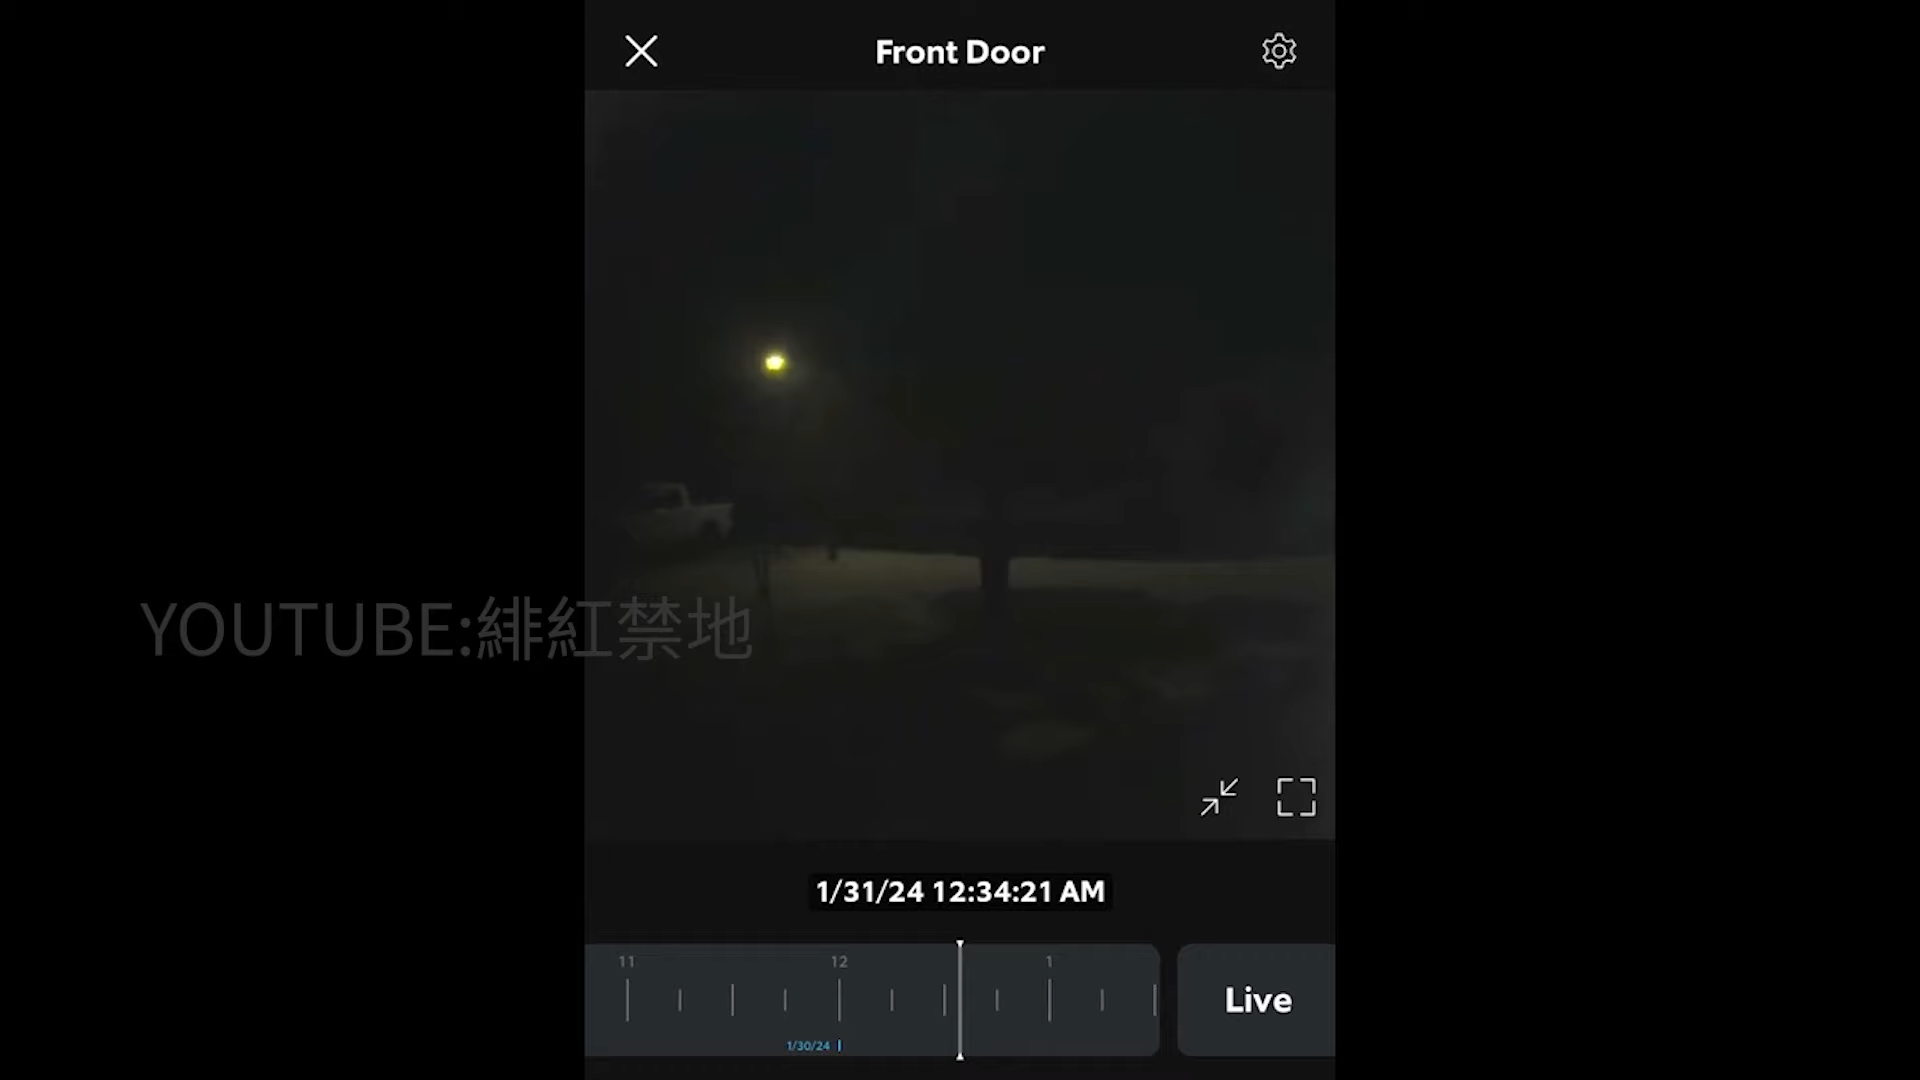 Front Door
YOUTUBE:緋紅禁地
1/31/24 12:34:21 AM
11
12
1
1/30/24
Live